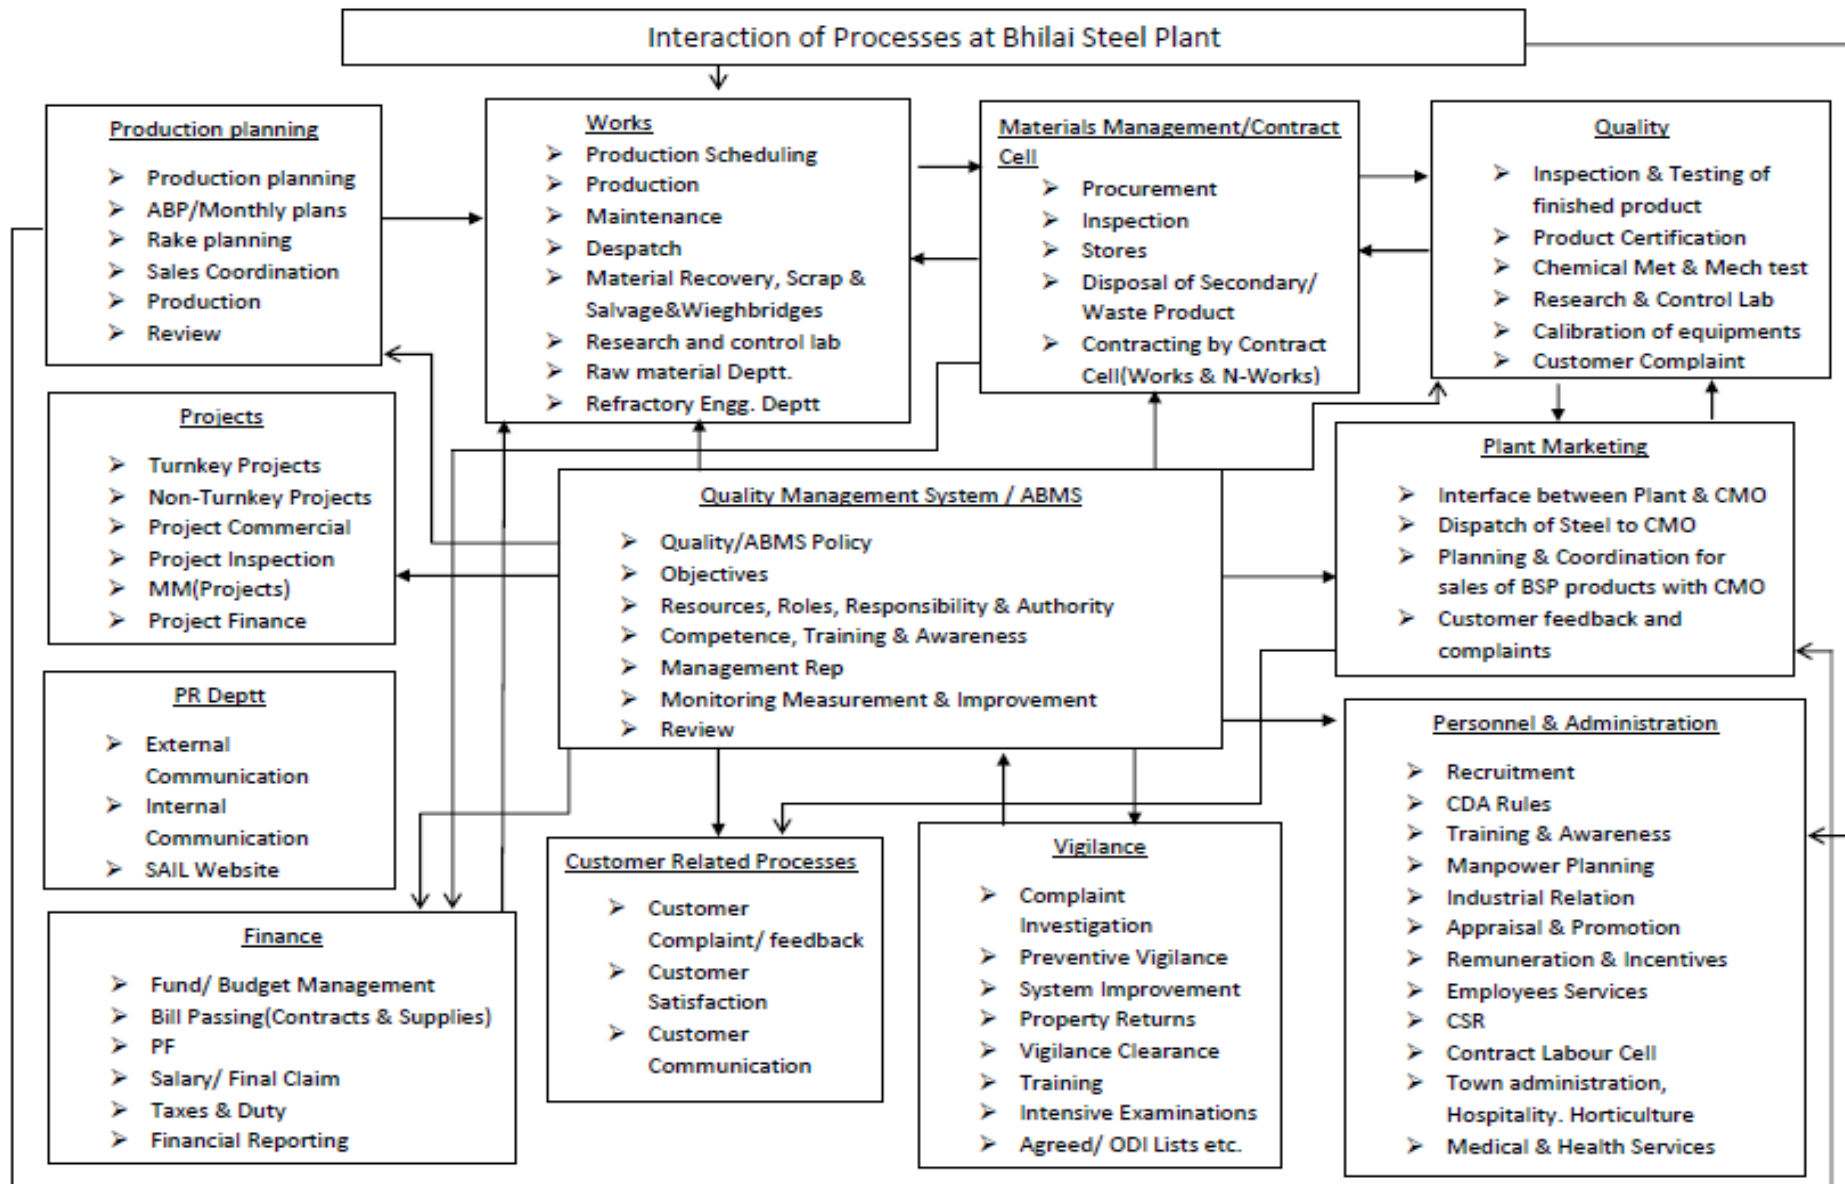 Interaction of Processes at Bhilai Steel Plant
Production planning
➢ Production planning
➢ ABP/Monthly plans
➢ Rake planning
➢ Sales Coordination
➢ Production
➢ Review
Works
➢ Production Scheduling
➢ Production
➢ Maintenance
➢ Despatch
➢ Material Recovery, Scrap &
Salvage&Wieghbridges
➢ Research and control lab
➢ Raw material Deptt.
➢ Refractory Engg. Deptt
Materials Management/Contract
Cell
➢ Procurement
➢ Inspection
➢ Stores
➢ Disposal of Secondary/
Waste Product
➢ Contracting by Contract
Cell(Works & N-Works)
Quality
➢ Inspection & Testing of
finished product
➢ Product Certification
➢ Chemical Met & Mech test
➢ Research & Control Lab
➢ Calibration of equipments
➢ Customer Complaint
Projects
➢ Turnkey Projects
➢ Non-Turnkey Projects
➢ Project Commercial
➢ Project Inspection
➢ MM(Projects)
➢ Project Finance
Quality Management System / ABMS
➢ Quality/ABMS Policy
➢ Objectives
➢ Resources, Roles, Responsibility & Authority
➢ Competence, Training & Awareness
➢ Management Rep
➢ Monitoring Measurement & Improvement
➢ Review
Plant Marketing
➢ Interface between Plant & CMO
➢ Dispatch of Steel to CMO
➢ Planning & Coordination for
sales of BSP products with CMO
➢ Customer feedback and
complaints
PR Deptt
➢ External
Communication
➢ Internal
Communication
➢ SAIL Website
Finance
➢ Fund/ Budget Management
➢ Bill Passing(Contracts & Supplies)
➢ PF
➢ Salary/ Final Claim
➢ Taxes & Duty
➢ Financial Reporting
Customer Related Processes
➢ Customer
Complaint/ feedback
➢ Customer
Satisfaction
➢ Customer
Communication
Vigilance
➢ Complaint
Investigation
➢ Preventive Vigilance
➢ System Improvement
➢ Property Returns
➢ Vigilance Clearance
➢ Training
➢ Intensive Examinations
➢ Agreed/ ODI Lists etc.
Personnel & Administration
➢ Recruitment
➢ CDA Rules
➢ Training & Awareness
➢ Manpower Planning
➢ Industrial Relation
➢ Appraisal & Promotion
➢ Remuneration & Incentives
➢ Employees Services
➢ CSR
➢ Contract Labour Cell
➢ Town administration,
Hospitality. Horticulture
➢ Medical & Health Services